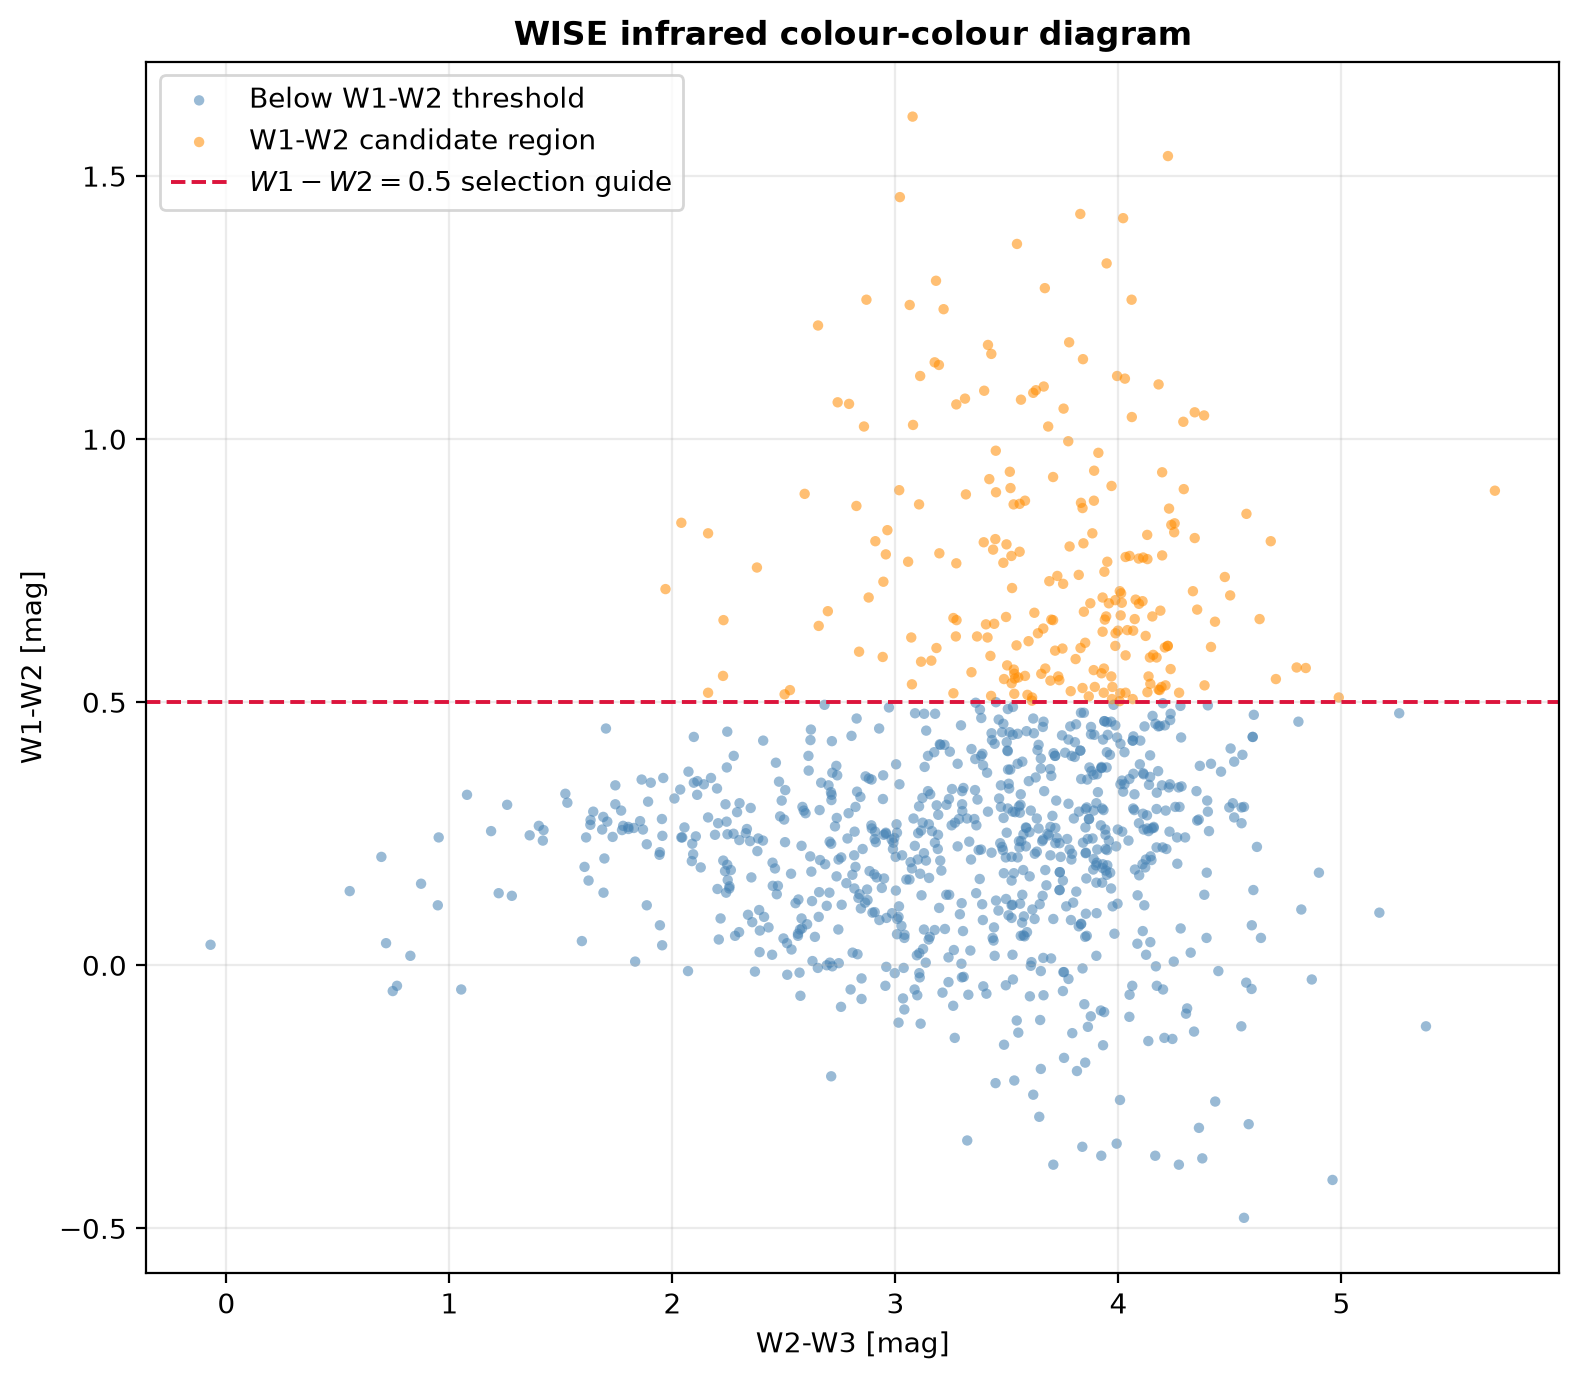 WISE infrared colour-colour diagram
Below W1-W2 threshold
W1-W2 candidate region
W1 − W2 = 0.5 selection guide
1.5
1.0
0.5
0.0
−0.5
W1-W2 [mag]
0 1 2 3 4 5
W2-W3 [mag]